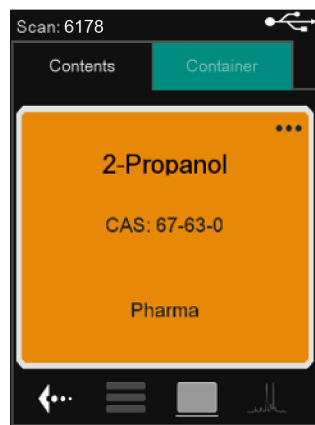 Scan: 6178
Contents
Container
2-Propanol
CAS: 67-63-0
Pharma